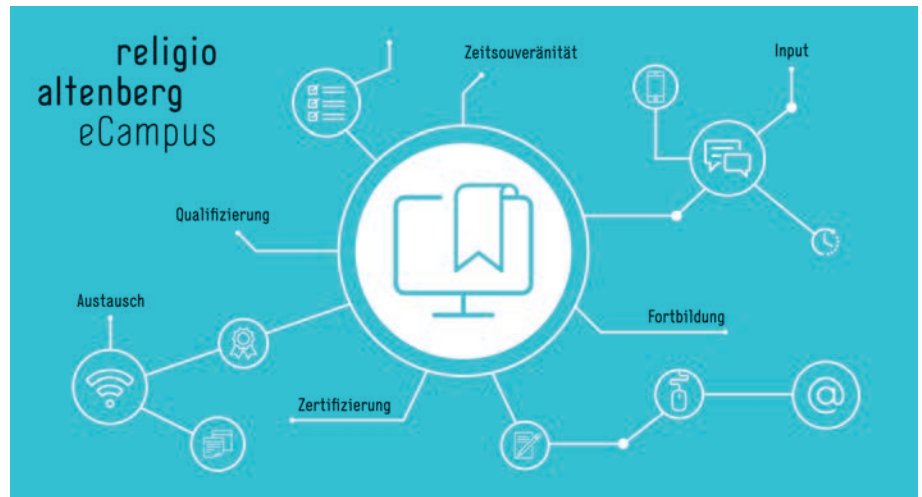 religio
altenberg
eCampus
Zeitsouveränität
Input
Qualifizierung
Austausch
Fortbildung
Zertifizierung
@